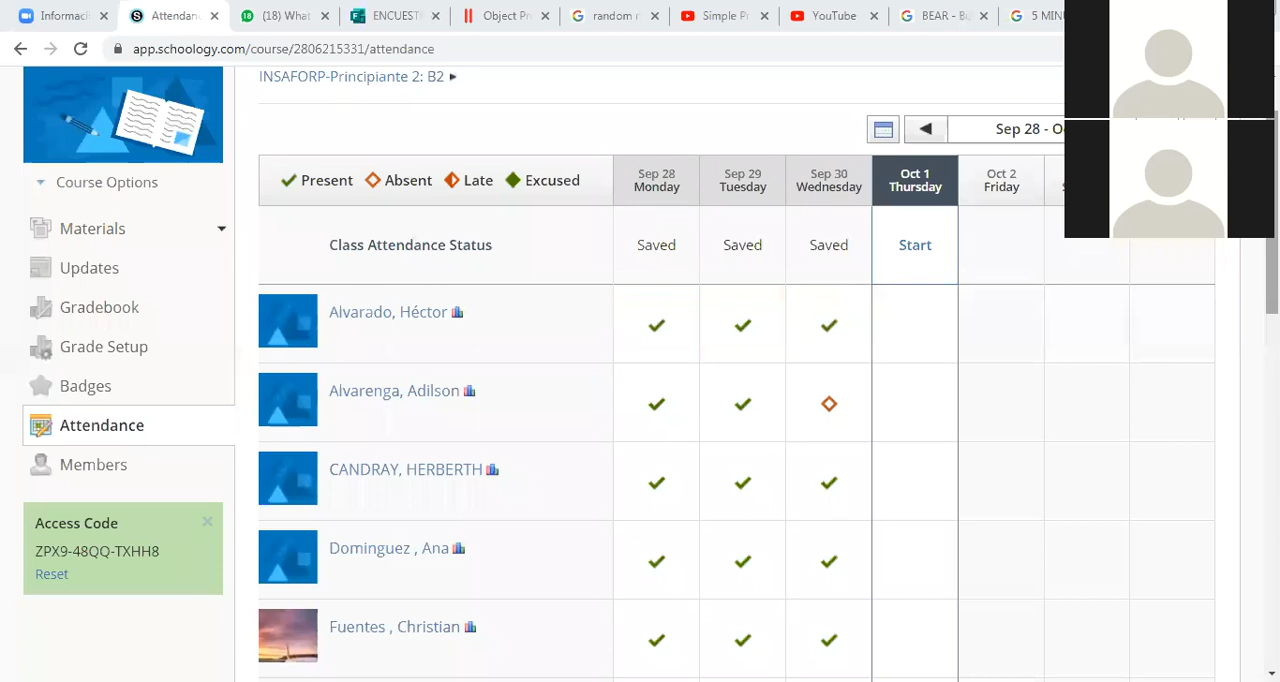 Informaci
Attendan
(18) What
ENCUEST
Object Pr
random r
Simple P
YouTube
BEAR - B
5 MINU
app.schoology.com/course/2806215331/attendance
INSAFORP-Principiante 2: B2
Sep 28 - O
Course Options
Materials
Updates
Gradebook
Grade Setup
Badges
Attendance
Members
Access Code
ZPX9-48QQ-TXHH8
Reset
Present Absent Late Excused
Sep 28 Monday
Sep 29 Tuesday
Sep 30 Wednesday
Oct 1 Thursday
Oct 2 Friday
Class Attendance Status Saved Saved Saved Start
Alvarado, Héctor
Alvarenga, Adilson
CANDRAY, HERBERTH
Dominguez , Ana
Fuentes , Christian